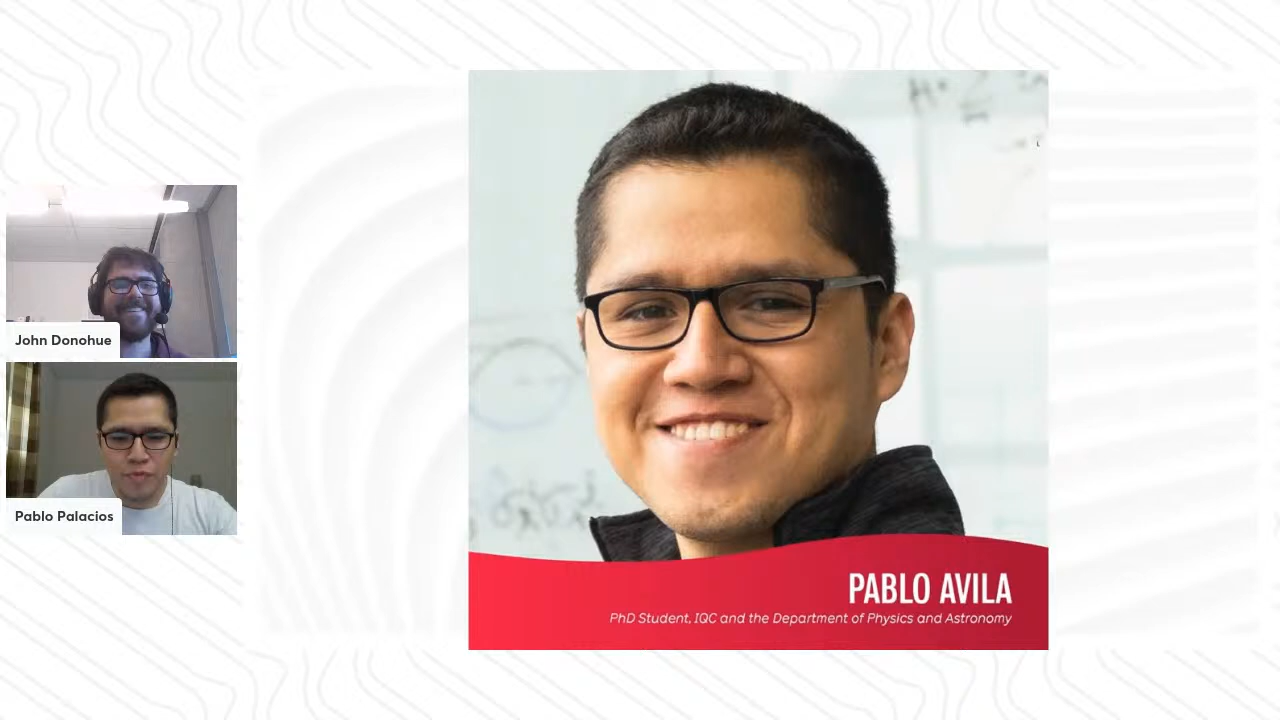 John Donohue
Pablo Palacios
PABLO AVILA
PhD Student, IQC and the Department of Physics and Astronomy